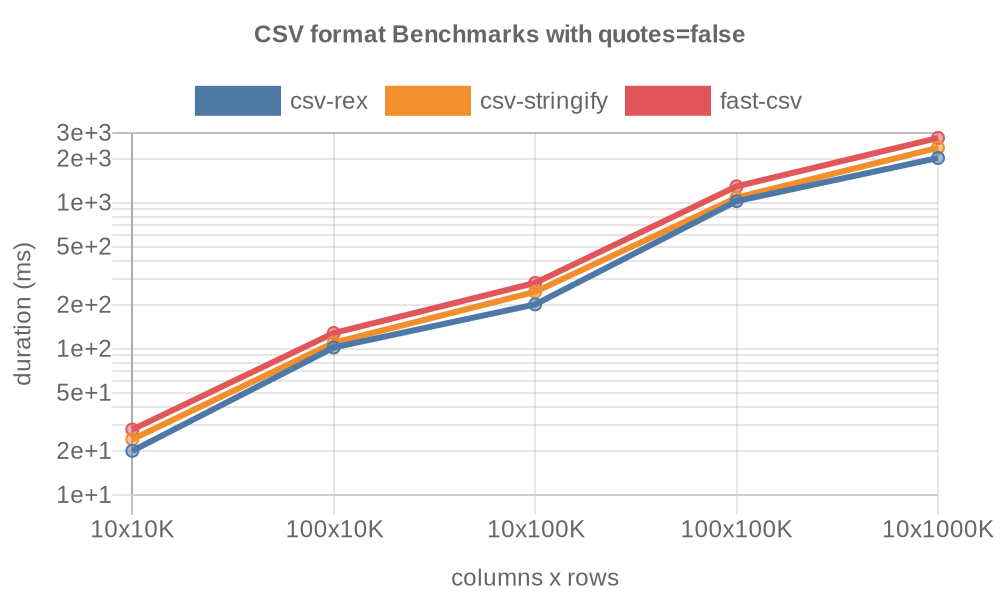 CSV format Benchmarks with quotes=false
csv-rex csv-stringify fast-csv
3e+3
2e+3
1e+3
5e+2
2e+2
1e+2
5e+1
2e+1
1e+1
duration (ms)
10x10K 100x10K 10x100K 100x100K 10x1000K
columns x rows